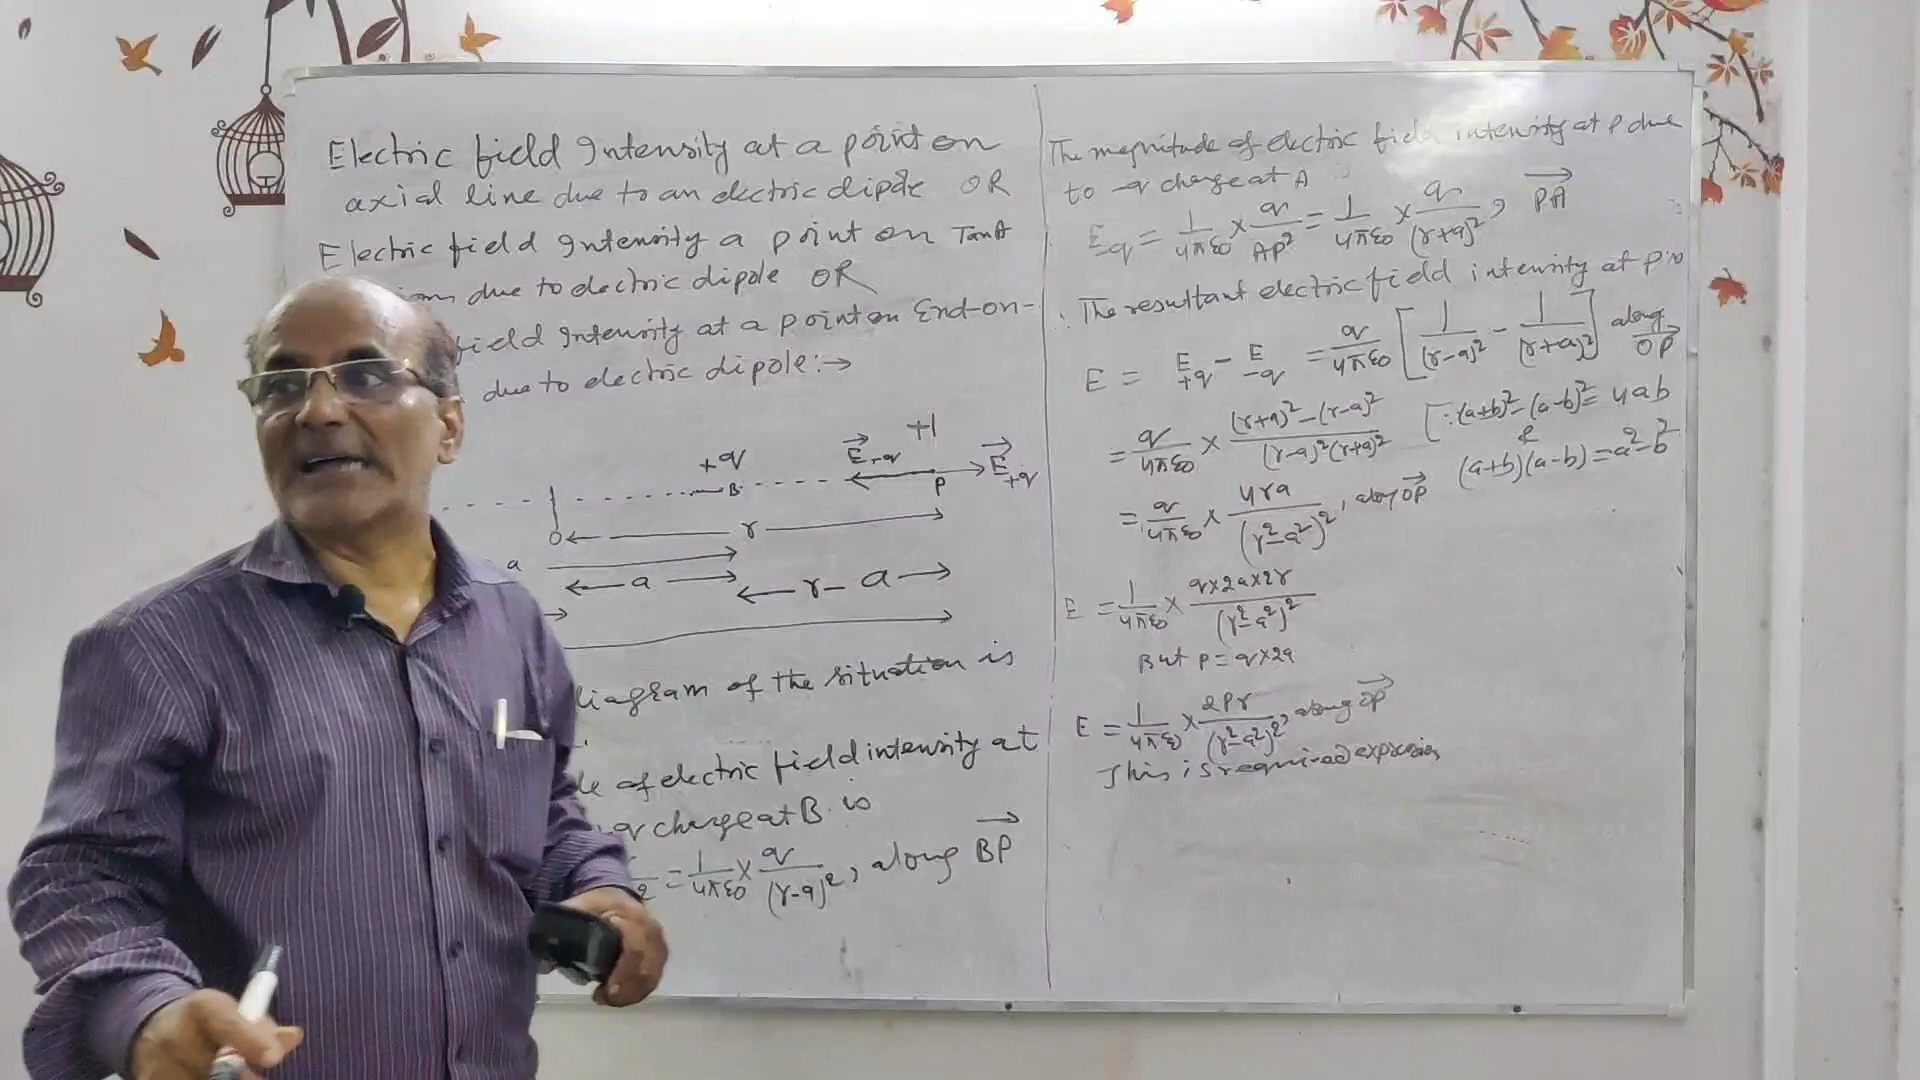 Electric field Intensity at a point on
axial line due to an electric dipole OR
Electric field Intensity a point on TanA
due to electric dipole OR
field Intensity at a point on End-on-
due to electric dipole:→
+q E⃗-q +1 E⃗+q
B P
O r
a
a r-a
diagram of the situation is
of electric field intensity at
q charge at B is
= 1/4πε0 × q/(r-a)², along BP⃗
The magnitude of electric field intensity at P due
to -q charge at A
E-q = 1/4πε0 × q/AP² = 1/4πε0 × q/(r+a)², PA⃗
∴ The resultant electric field intensity at P is
E = E+q - E-q = q/4πε0 [1/(r-a)² - 1/(r+a)²] along OP⃗
= q/4πε0 × (r+a)²-(r-a)²/(r-a)²(r+a)² [∵(a+b)²-(a-b)²=4ab
& (a+b)(a-b)=a²-b²
= q/4πε0 × 4ra/(r²-a²)², along OP⃗
E = 1/4πε0 × q×2a×2r/(r²-a²)²
But P=q×2a
E = 1/4πε0 × 2Pr/(r²-a²)², along OP⃗
This is required expression